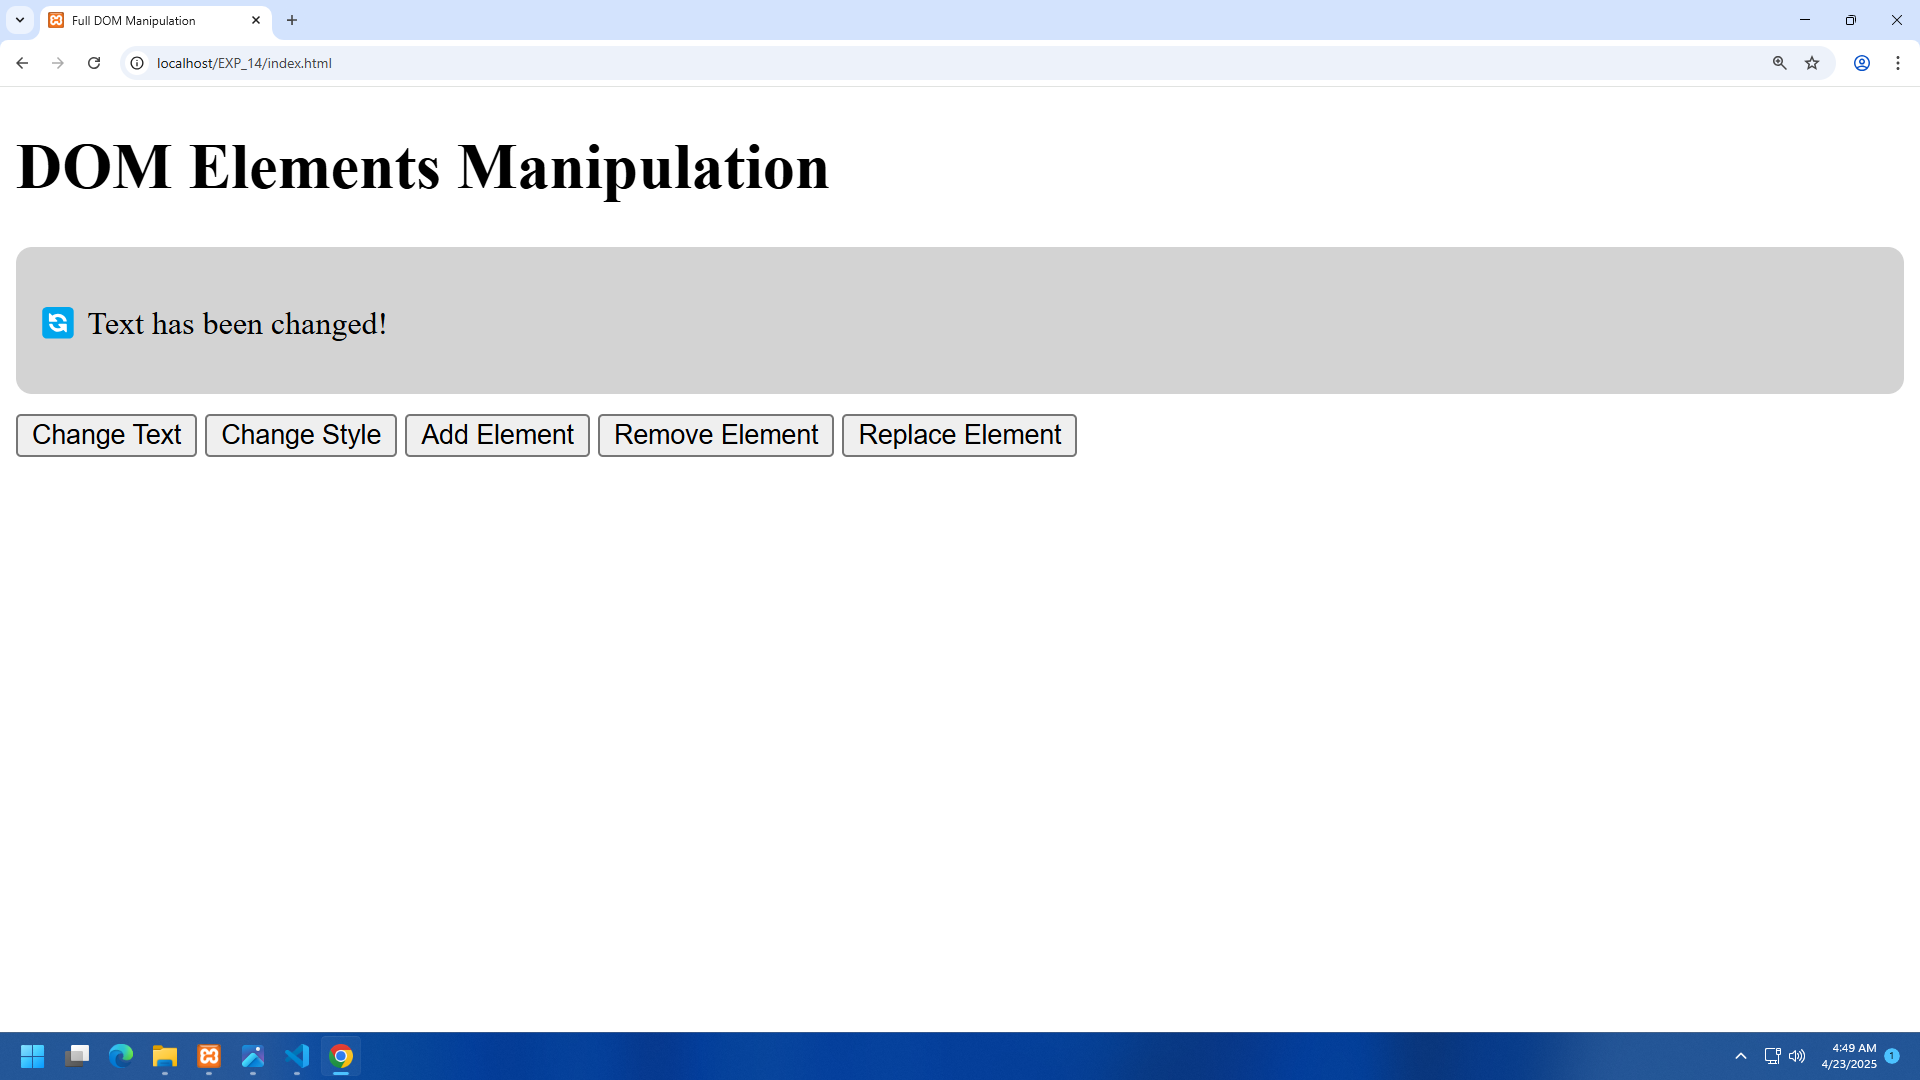 Full DOM Manipulation
localhost/EXP_14/index.html
DOM Elements Manipulation
🔄 Text has been changed!
Change Text Change Style Add Element Remove Element Replace Element
4:49 AM
4/23/2025
1